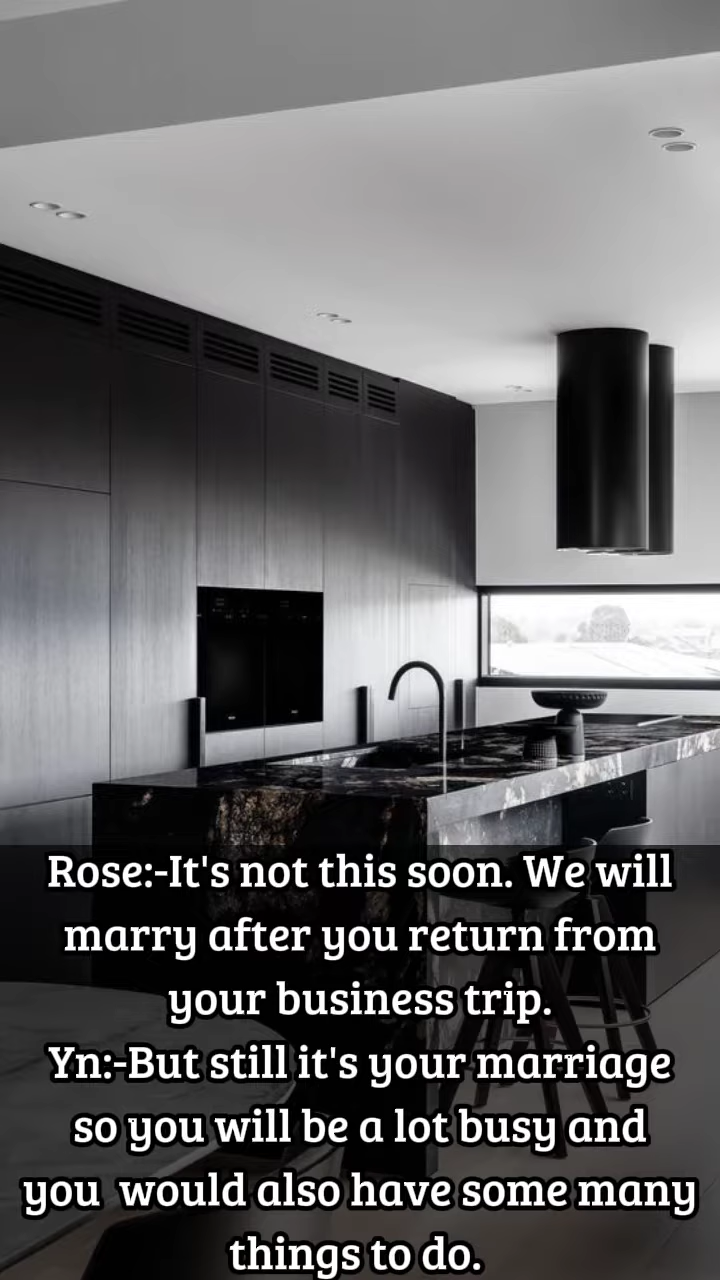 Rose:-It's not this soon. We will
marry after you return from
your business trip.
Yn:-But still it's your marriage
so you will be a lot busy and
you  would also have some many
things to do.